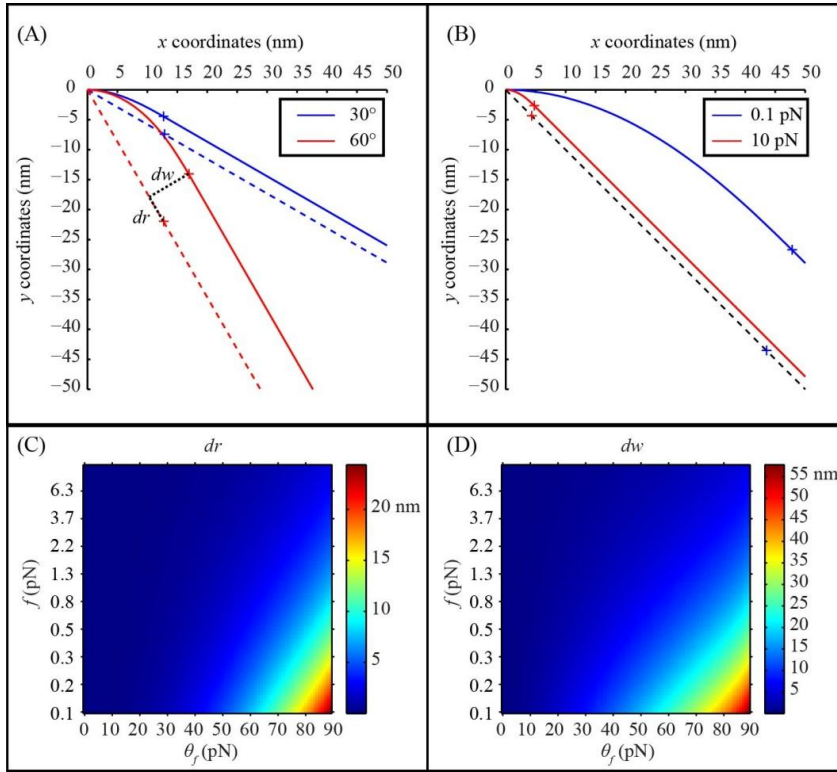 (A)
x coordinates (nm)
0 5 10 15 20 25 30 35 40 45 50
y coordinates (nm)
0
−5
−10
−15
−20
−25
−30
−35
−40
−45
−50
30°
60°
dw
dr
(B)
x coordinates (nm)
0 5 10 15 20 25 30 35 40 45 50
y coordinates (nm)
0
−5
−10
−15
−20
−25
−30
−35
−40
−45
−50
0.1 pN
10 pN
(C)
dr
f (pN)
6.3
3.7
2.2
1.3
0.8
0.5
0.3
0.2
0.1
0 10 20 30 40 50 60 70 80 90
θf (pN)
20 nm
15
10
5
(D)
dw
f (pN)
6.3
3.7
2.2
1.3
0.8
0.5
0.3
0.2
0.1
0 10 20 30 40 50 60 70 80 90
θf (pN)
55 nm
50
45
40
35
30
25
20
15
10
5